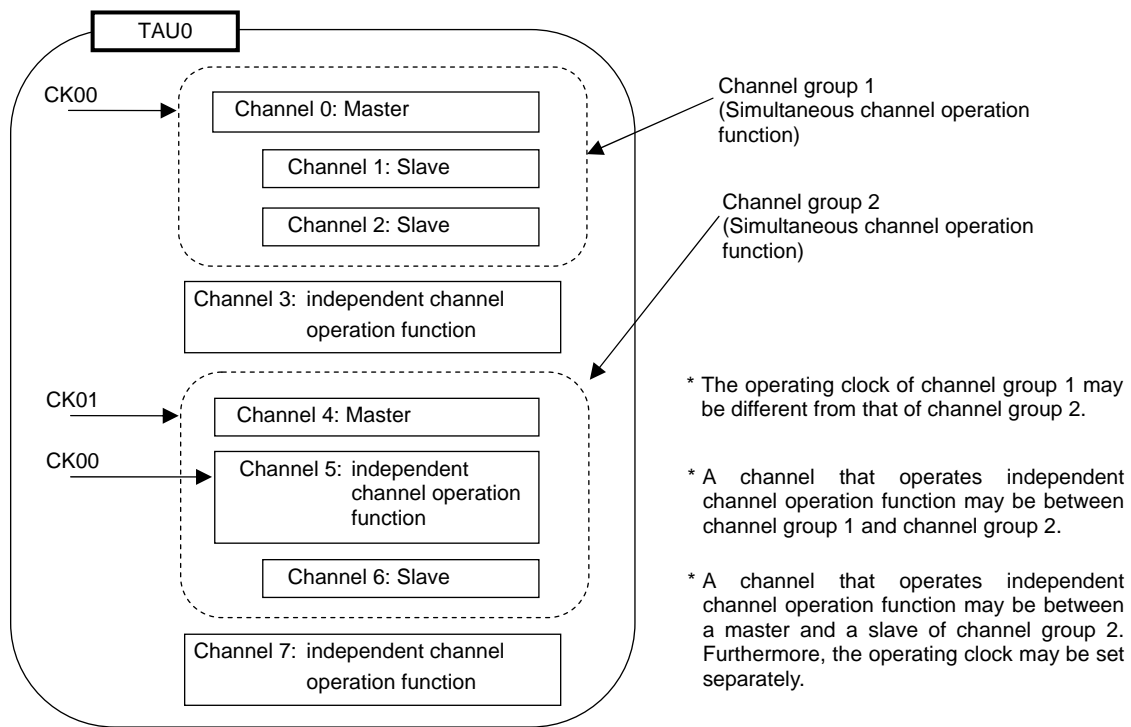 TAU0
CK00
Channel 0: Master
Channel 1: Slave
Channel 2: Slave
Channel group 1
(Simultaneous channel operation
function)
Channel group 2
(Simultaneous channel operation
function)
Channel 3: independent channel
operation function
CK01
Channel 4: Master
CK00
Channel 5: independent
channel operation
function
Channel 6: Slave
Channel 7: independent channel
operation function
* The operating clock of channel group 1 may
be different from that of channel group 2.
* A channel that operates independent
channel operation function may be between
channel group 1 and channel group 2.
* A channel that operates independent
channel operation function may be between
a master and a slave of channel group 2.
Furthermore, the operating clock may be set
separately.